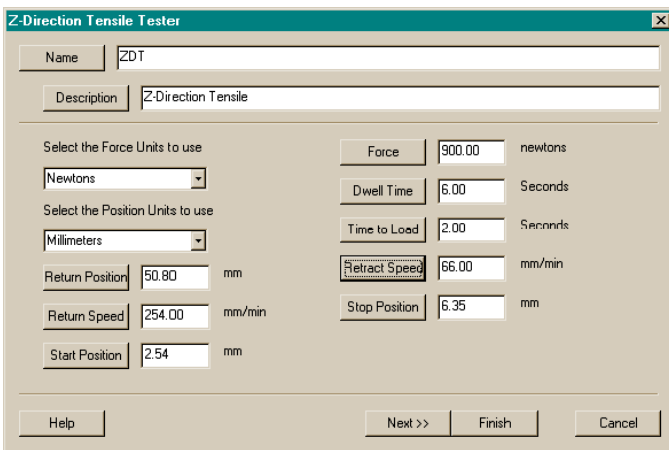 Z-Direction Tensile Tester
Name ZDT
Description Z-Direction Tensile
Select the Force Units to use
Newtons
Select the Position Units to use
Millimeters
Return Position 50.80 mm
Return Speed 254.00 mm/min
Start Position 2.54 mm
Force 900.00 newtons
Dwell Time 6.00 Seconds
Time to Load 2.00 Seconds
Retract Speed 66.00 mm/min
Stop Position 6.35 mm
Help Next >> Finish Cancel